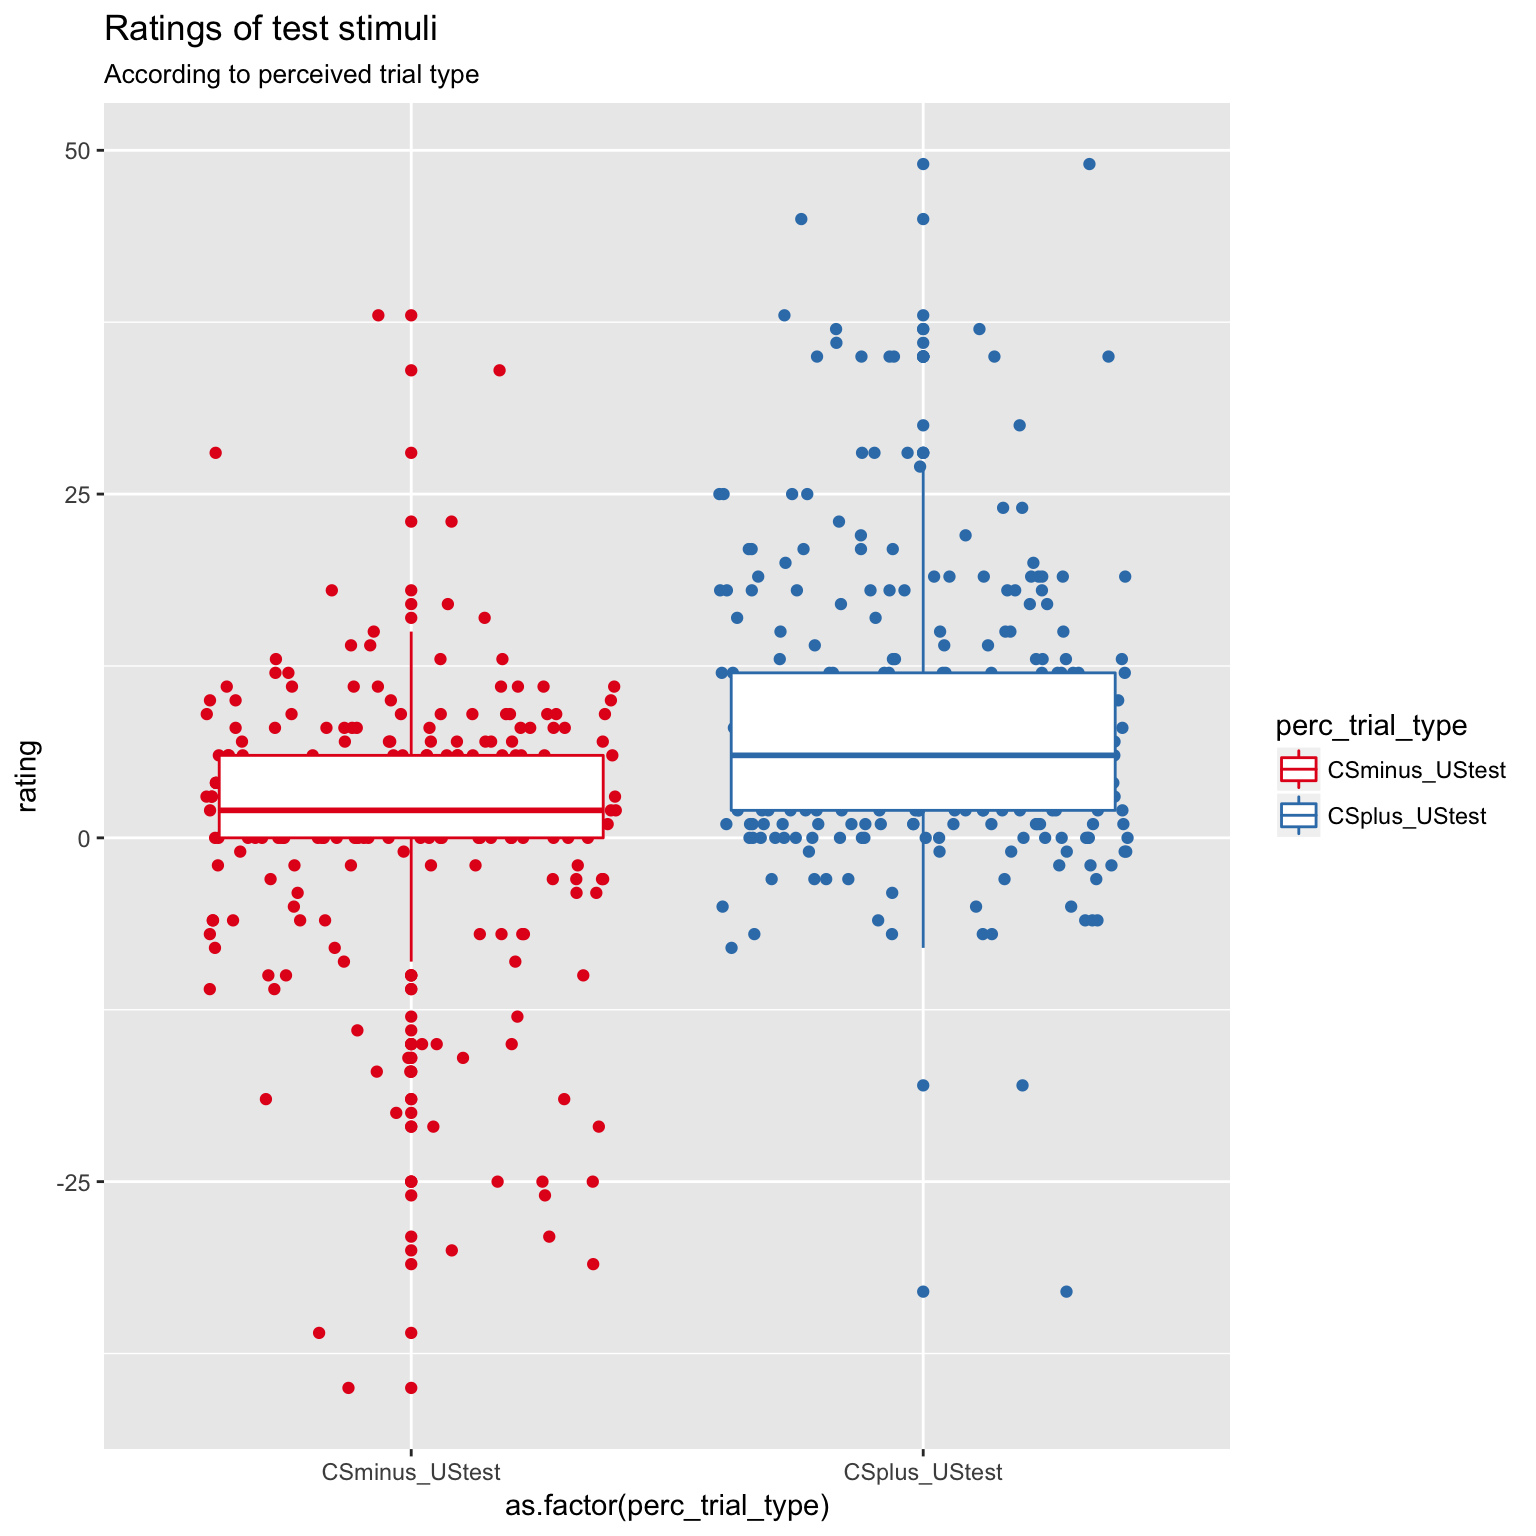 Ratings of test stimuli
According to perceived trial type
50
25
0
-25
rating
CSminus_UStest
CSplus_UStest
as.factor(perc_trial_type)
perc_trial_type
CSminus_UStest
CSplus_UStest